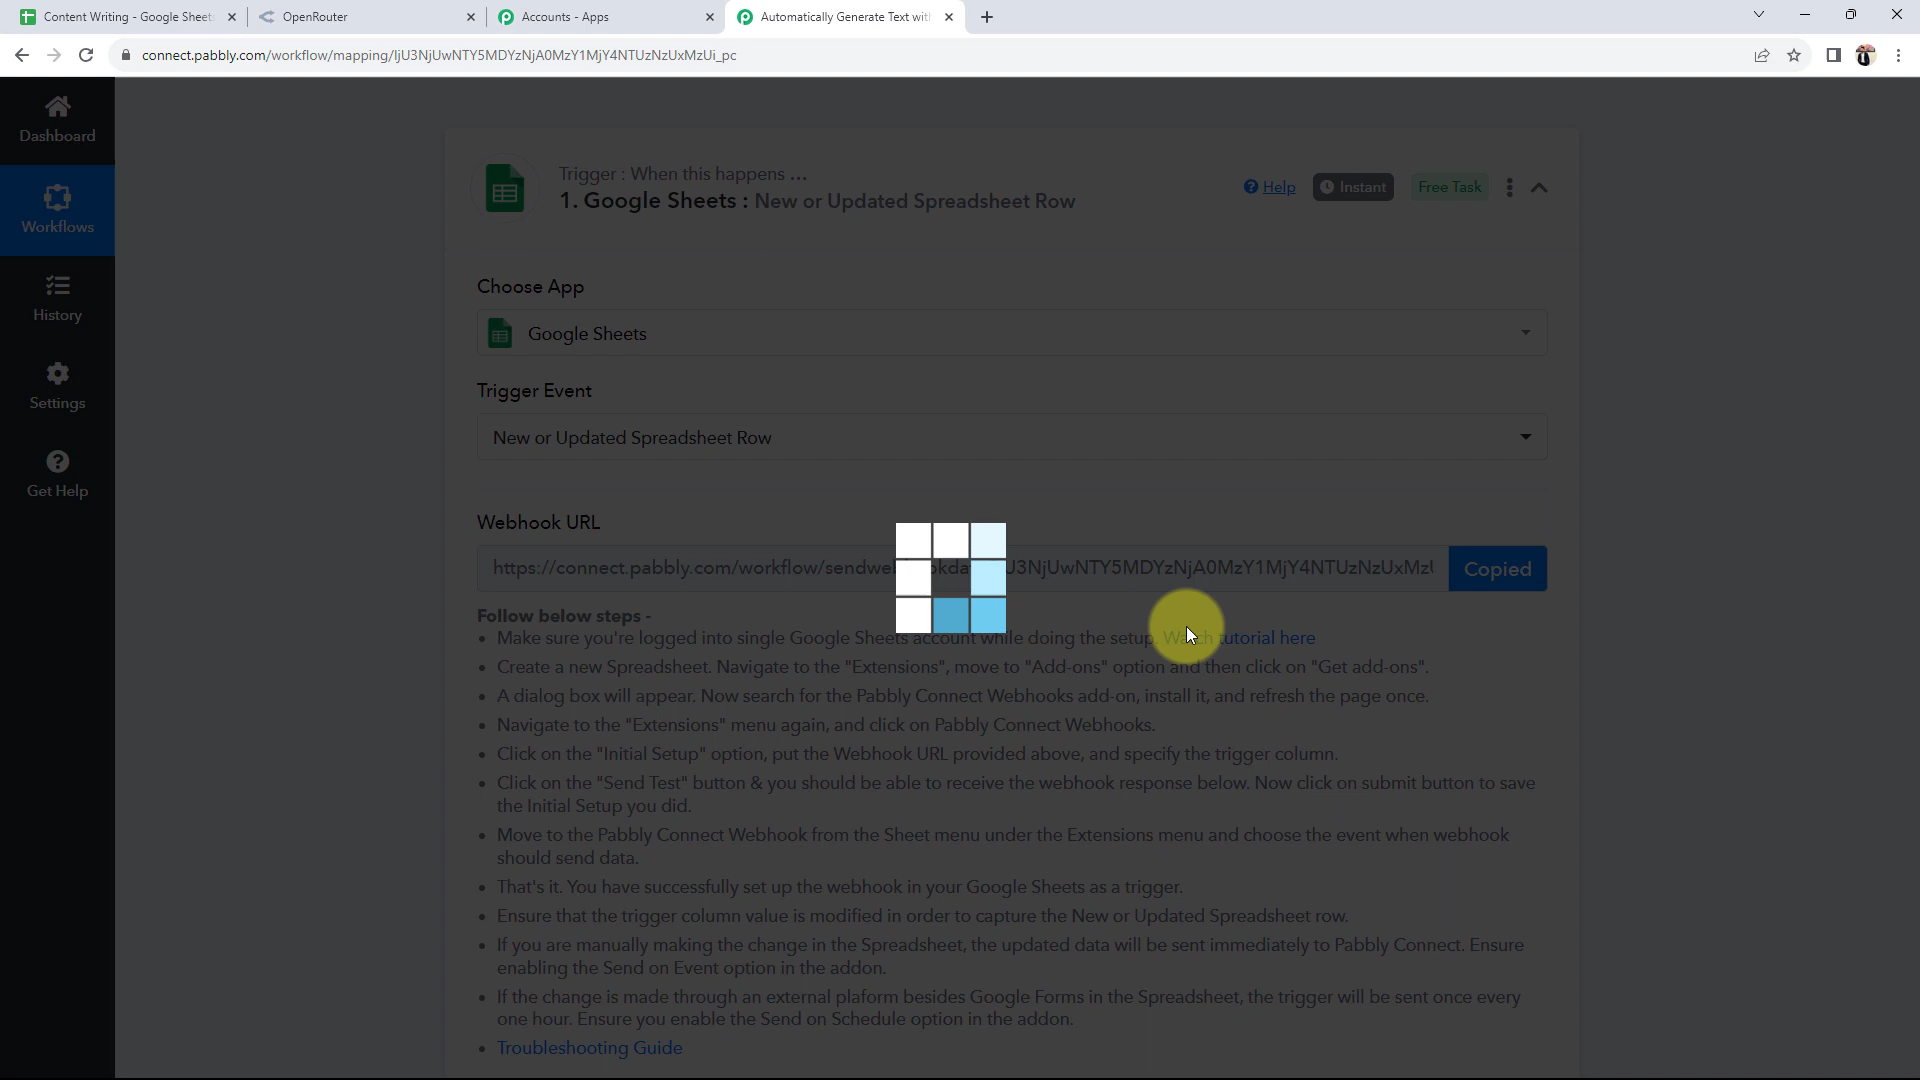 Content Writing - Google Sheet
OpenRouter
Accounts - Apps
Automatically Generate Text wit
connect.pabbly.com/workflow/mapping/IjU3NjUwNTY5MDYzNjA0MzY1MjY4NTUzNzUxMzUi_pc
Dashboard
Workflows
History
Settings
Get Help
Trigger : When this happens ...
1. Google Sheets : New or Updated Spreadsheet Row
Help
Instant
Free Task
Choose App
Google Sheets
Trigger Event
New or Updated Spreadsheet Row
Webhook URL
https://connect.pabbly.com/workflow/sendwe
Copied
Follow below steps -
• Make sure you're logged into single Google Sheets account while doing the setup. Watch tutorial here
• Create a new Spreadsheet. Navigate to the "Extensions", move to "Add-ons" option and then click on "Get add-ons".
• A dialog box will appear. Now search for the Pabbly Connect Webhooks add-on, install it, and refresh the page once.
• Navigate to the "Extensions" menu again, and click on Pabbly Connect Webhooks.
• Click on the "Initial Setup" option, put the Webhook URL provided above, and specify the trigger column.
• Click on the "Send Test" button & you should be able to receive the webhook response below. Now click on submit button to save
the Initial Setup you did.
• Move to the Pabbly Connect Webhook from the Sheet menu under the Extensions menu and choose the event when webhook
should send data.
• That's it. You have successfully set up the webhook in your Google Sheets as a trigger.
• Ensure that the trigger column value is modified in order to capture the New or Updated Spreadsheet row.
• If you are manually making the change in the Spreadsheet, the updated data will be sent immediately to Pabbly Connect. Ensure
enabling the Send on Event option in the addon.
• If the change is made through an external plaform besides Google Forms in the Spreadsheet, the trigger will be sent once every
one hour. Ensure you enable the Send on Schedule option in the addon.
• Troubleshooting Guide